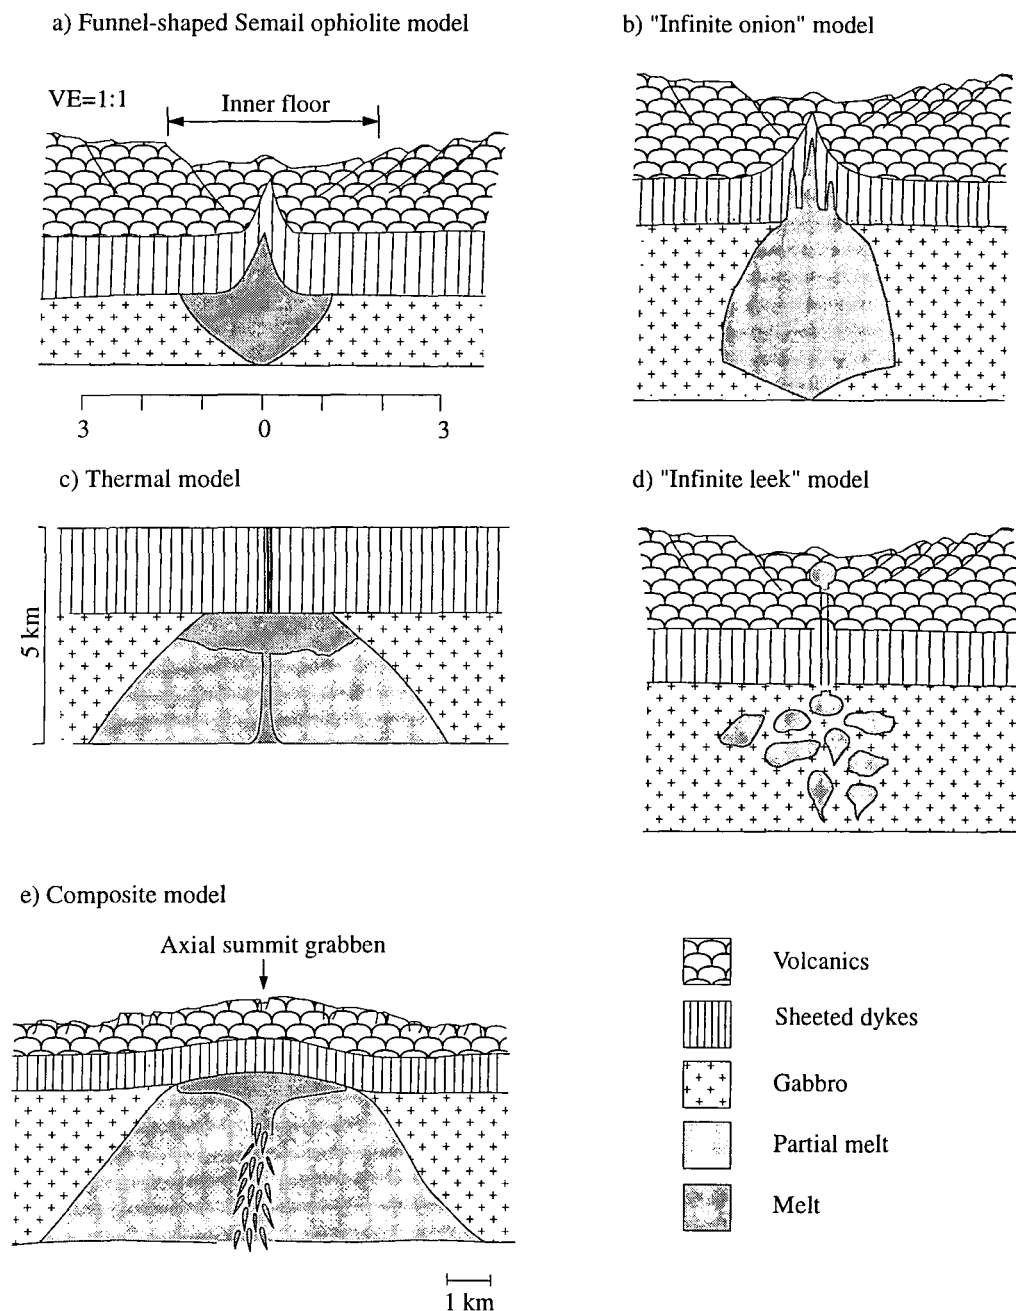 a) Funnel-shaped Semail ophiolite model
VE=1:1
Inner floor
3 0 3
b) "Infinite onion" model
c) Thermal model
5 km
d) "Infinite leek" model
e) Composite model
Axial summit grabben
1 km
Volcanics
Sheeted dykes
Gabbro
Partial melt
Melt